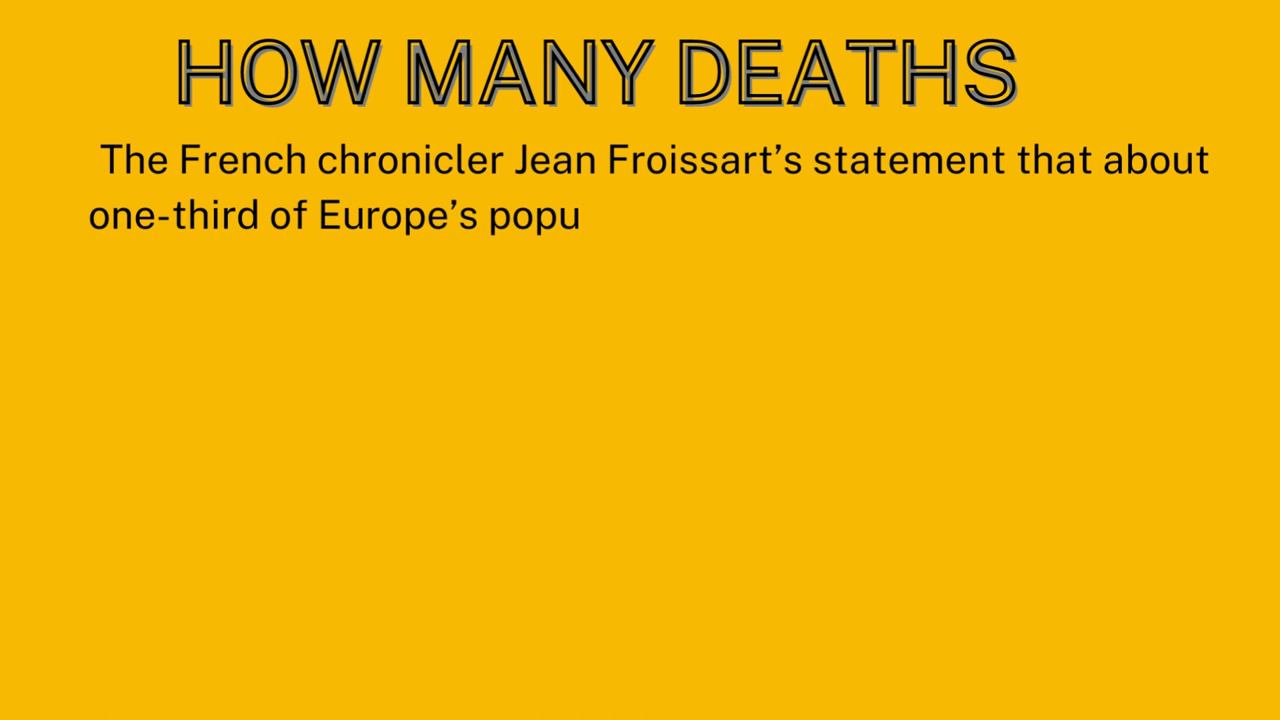 HOW MANY DEATHS
The French chronicler Jean Froissart’s statement that about
one-third of Europe’s popu